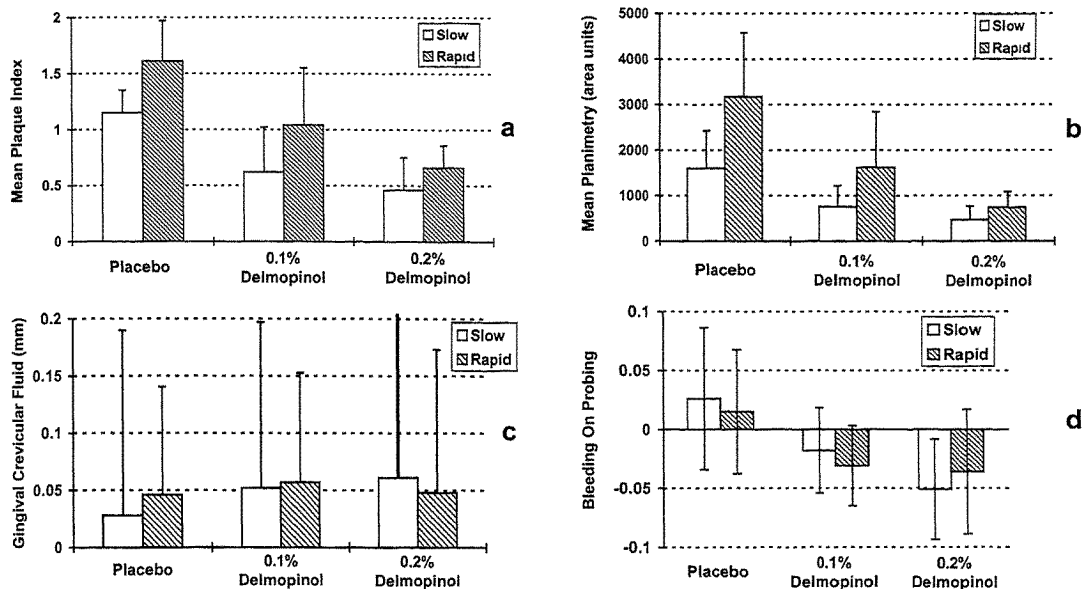 2
1.5
1
0.5
0
Mean Plaque Index
Slow
Rapid
a
Placebo
0.1%
Delmopinol
0.2%
Delmopinol
5000
4000
3000
2000
1000
0
Mean Planimetry (area units)
Slow
Rapid
b
Placebo
0.1%
Delmopinol
0.2%
Delmopinol
0.2
0.15
0.1
0.05
0
Gingival Crevicular Fluid (mm)
Slow
Rapid
c
Placebo
0.1%
Delmopinol
0.2%
Delmopinol
0.1
0.05
0
-0.05
-0.1
Bleeding On Probing
Slow
Rapid
d
Placebo
0.1%
Delmopinol
0.2%
Delmopinol